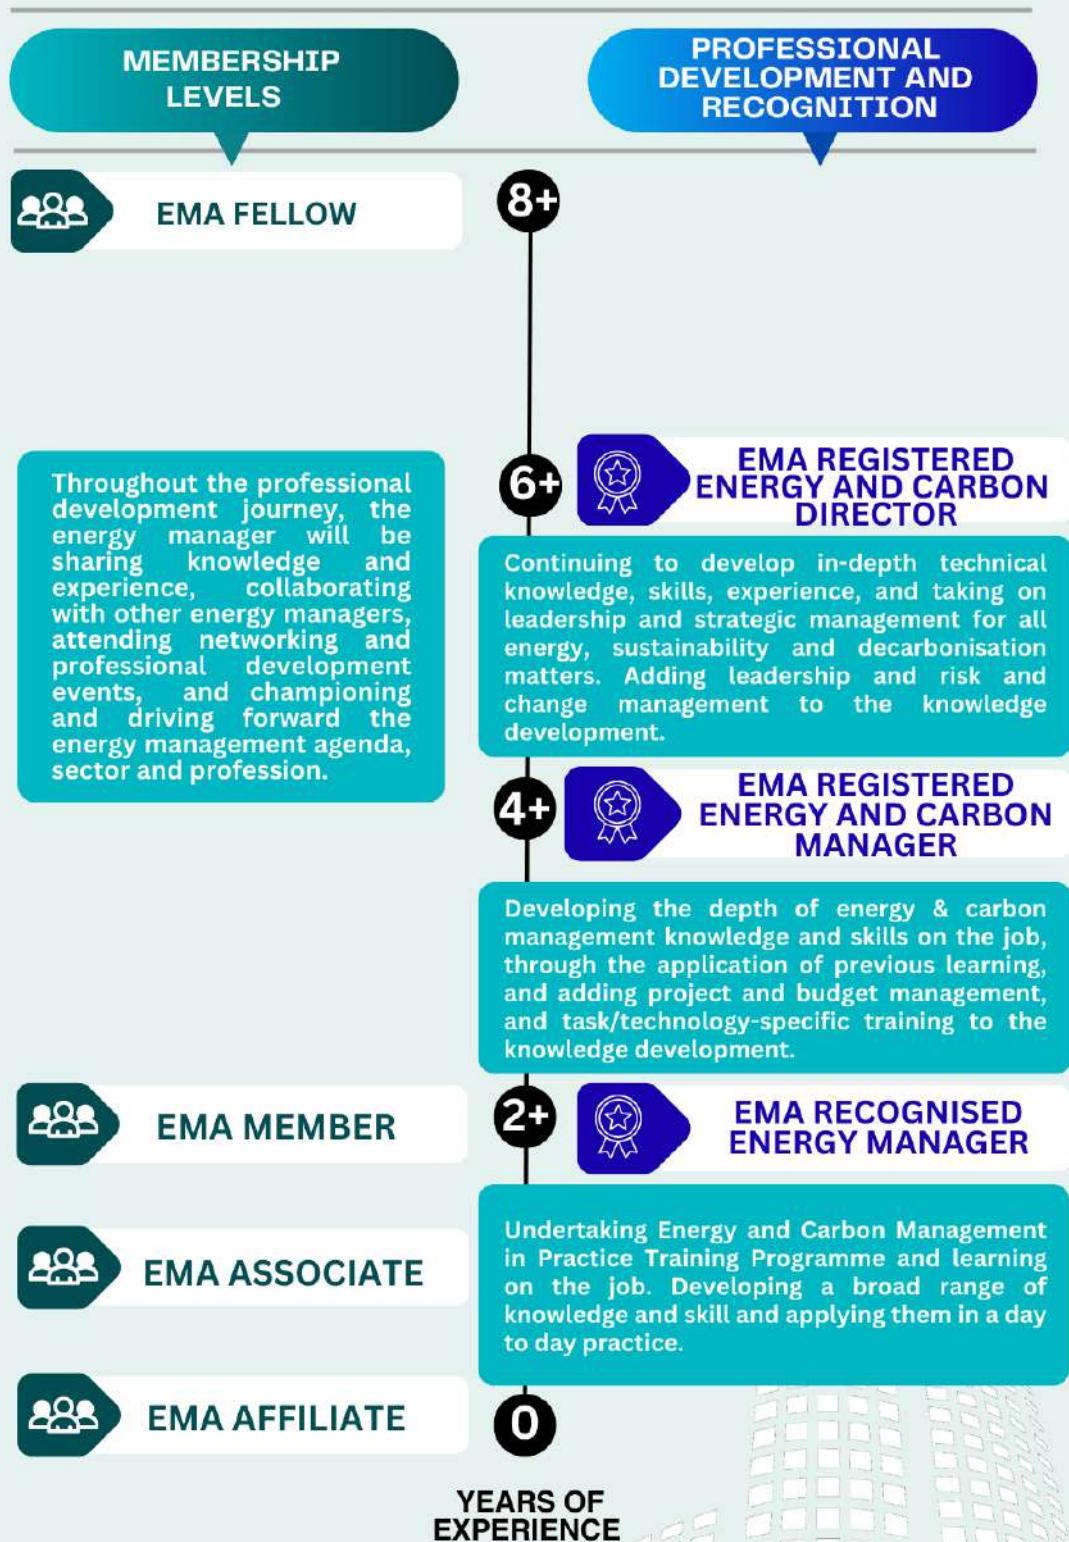 MEMBERSHIP
LEVELS
PROFESSIONAL
DEVELOPMENT AND
RECOGNITION
EMA FELLOW
8+
Throughout the professional
development journey, the
energy manager will be
sharing knowledge and
experience, collaborating
with other energy managers,
attending networking and
professional development
events, and championing
and driving forward the
energy management agenda,
sector and profession.
6+
EMA REGISTERED
ENERGY AND CARBON
DIRECTOR
Continuing to develop in-depth technical
knowledge, skills, experience, and taking on
leadership and strategic management for all
energy, sustainability and decarbonisation
matters. Adding leadership and risk and
change management to the knowledge
development.
4+
EMA REGISTERED
ENERGY AND CARBON
MANAGER
Developing the depth of energy & carbon
management knowledge and skills on the job,
through the application of previous learning,
and adding project and budget management,
and task/technology-specific training to the
knowledge development.
EMA MEMBER
2+
EMA RECOGNISED
ENERGY MANAGER
EMA ASSOCIATE
Undertaking Energy and Carbon Management
in Practice Training Programme and learning
on the job. Developing a broad range of
knowledge and skill and applying them in a day
to day practice.
EMA AFFILIATE
0
YEARS OF
EXPERIENCE